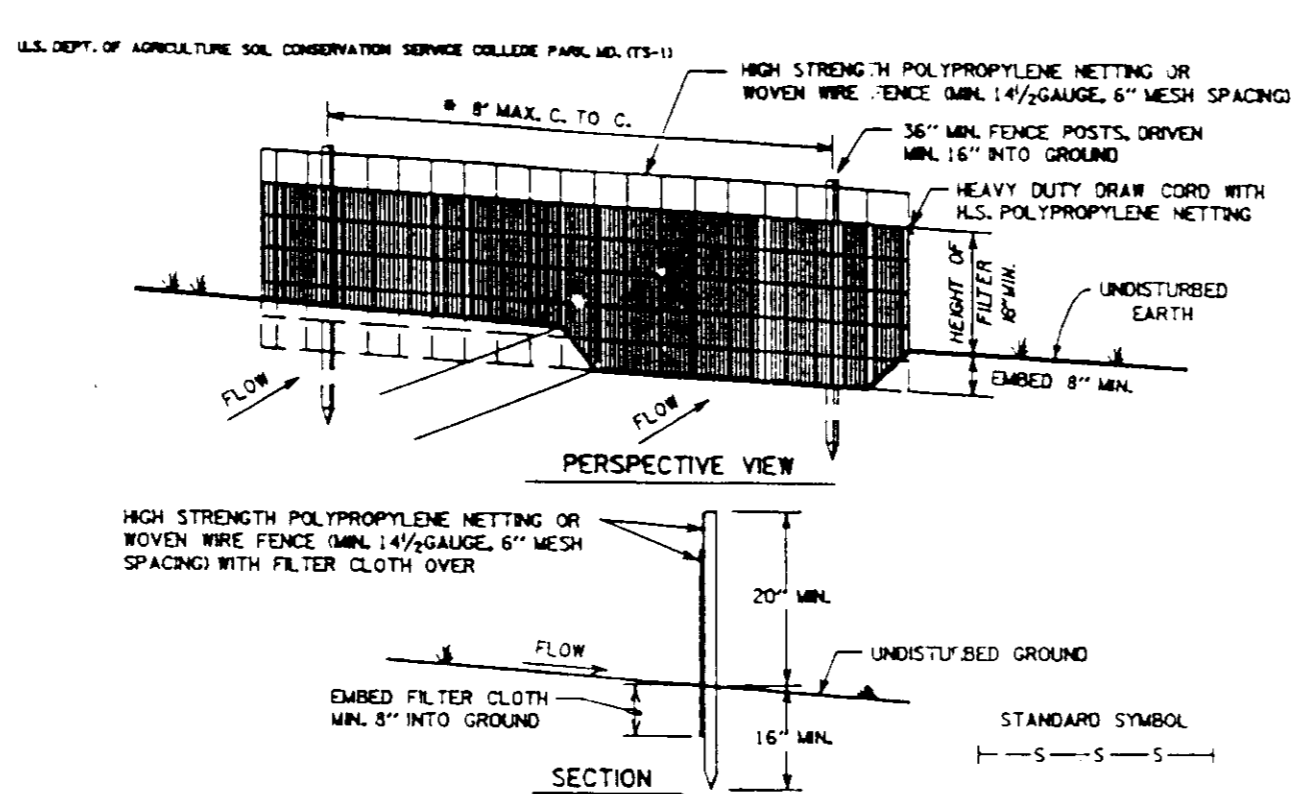 U.S. DEPT. OF AGRICULTURE SOIL CONSERVATION SERVICE COLLEGE PARK, MD. (TS-1)
HIGH STRENGTH POLYPROPYLENE NETTING OR
WOVEN WIRE FENCE (MIN. 14 1/2 GAUGE, 6" MESH SPACING)
* 8' MAX. C. TO C.
36" MIN. FENCE POSTS, DRIVEN
MIN. 16" INTO GROUND
HEAVY DUTY DRAW CORD WITH
H.S. POLYPROPYLENE NETTING
HEIGHT OF
FILTER
18" MIN.
UNDISTURBED
EARTH
EMBED 8" MIN.
FLOW
FLOW
PERSPECTIVE VIEW
HIGH STRENGTH POLYPROPYLENE NETTING OR
WOVEN WIRE FENCE (MIN. 14 1/2 GAUGE, 6" MESH
SPACING) WITH FILTER CLOTH OVER
20" MIN.
FLOW
UNDISTURBED GROUND
EMBED FILTER CLOTH
MIN. 8" INTO GROUND
16" MIN.
STANDARD SYMBOL
S S S
SECTION